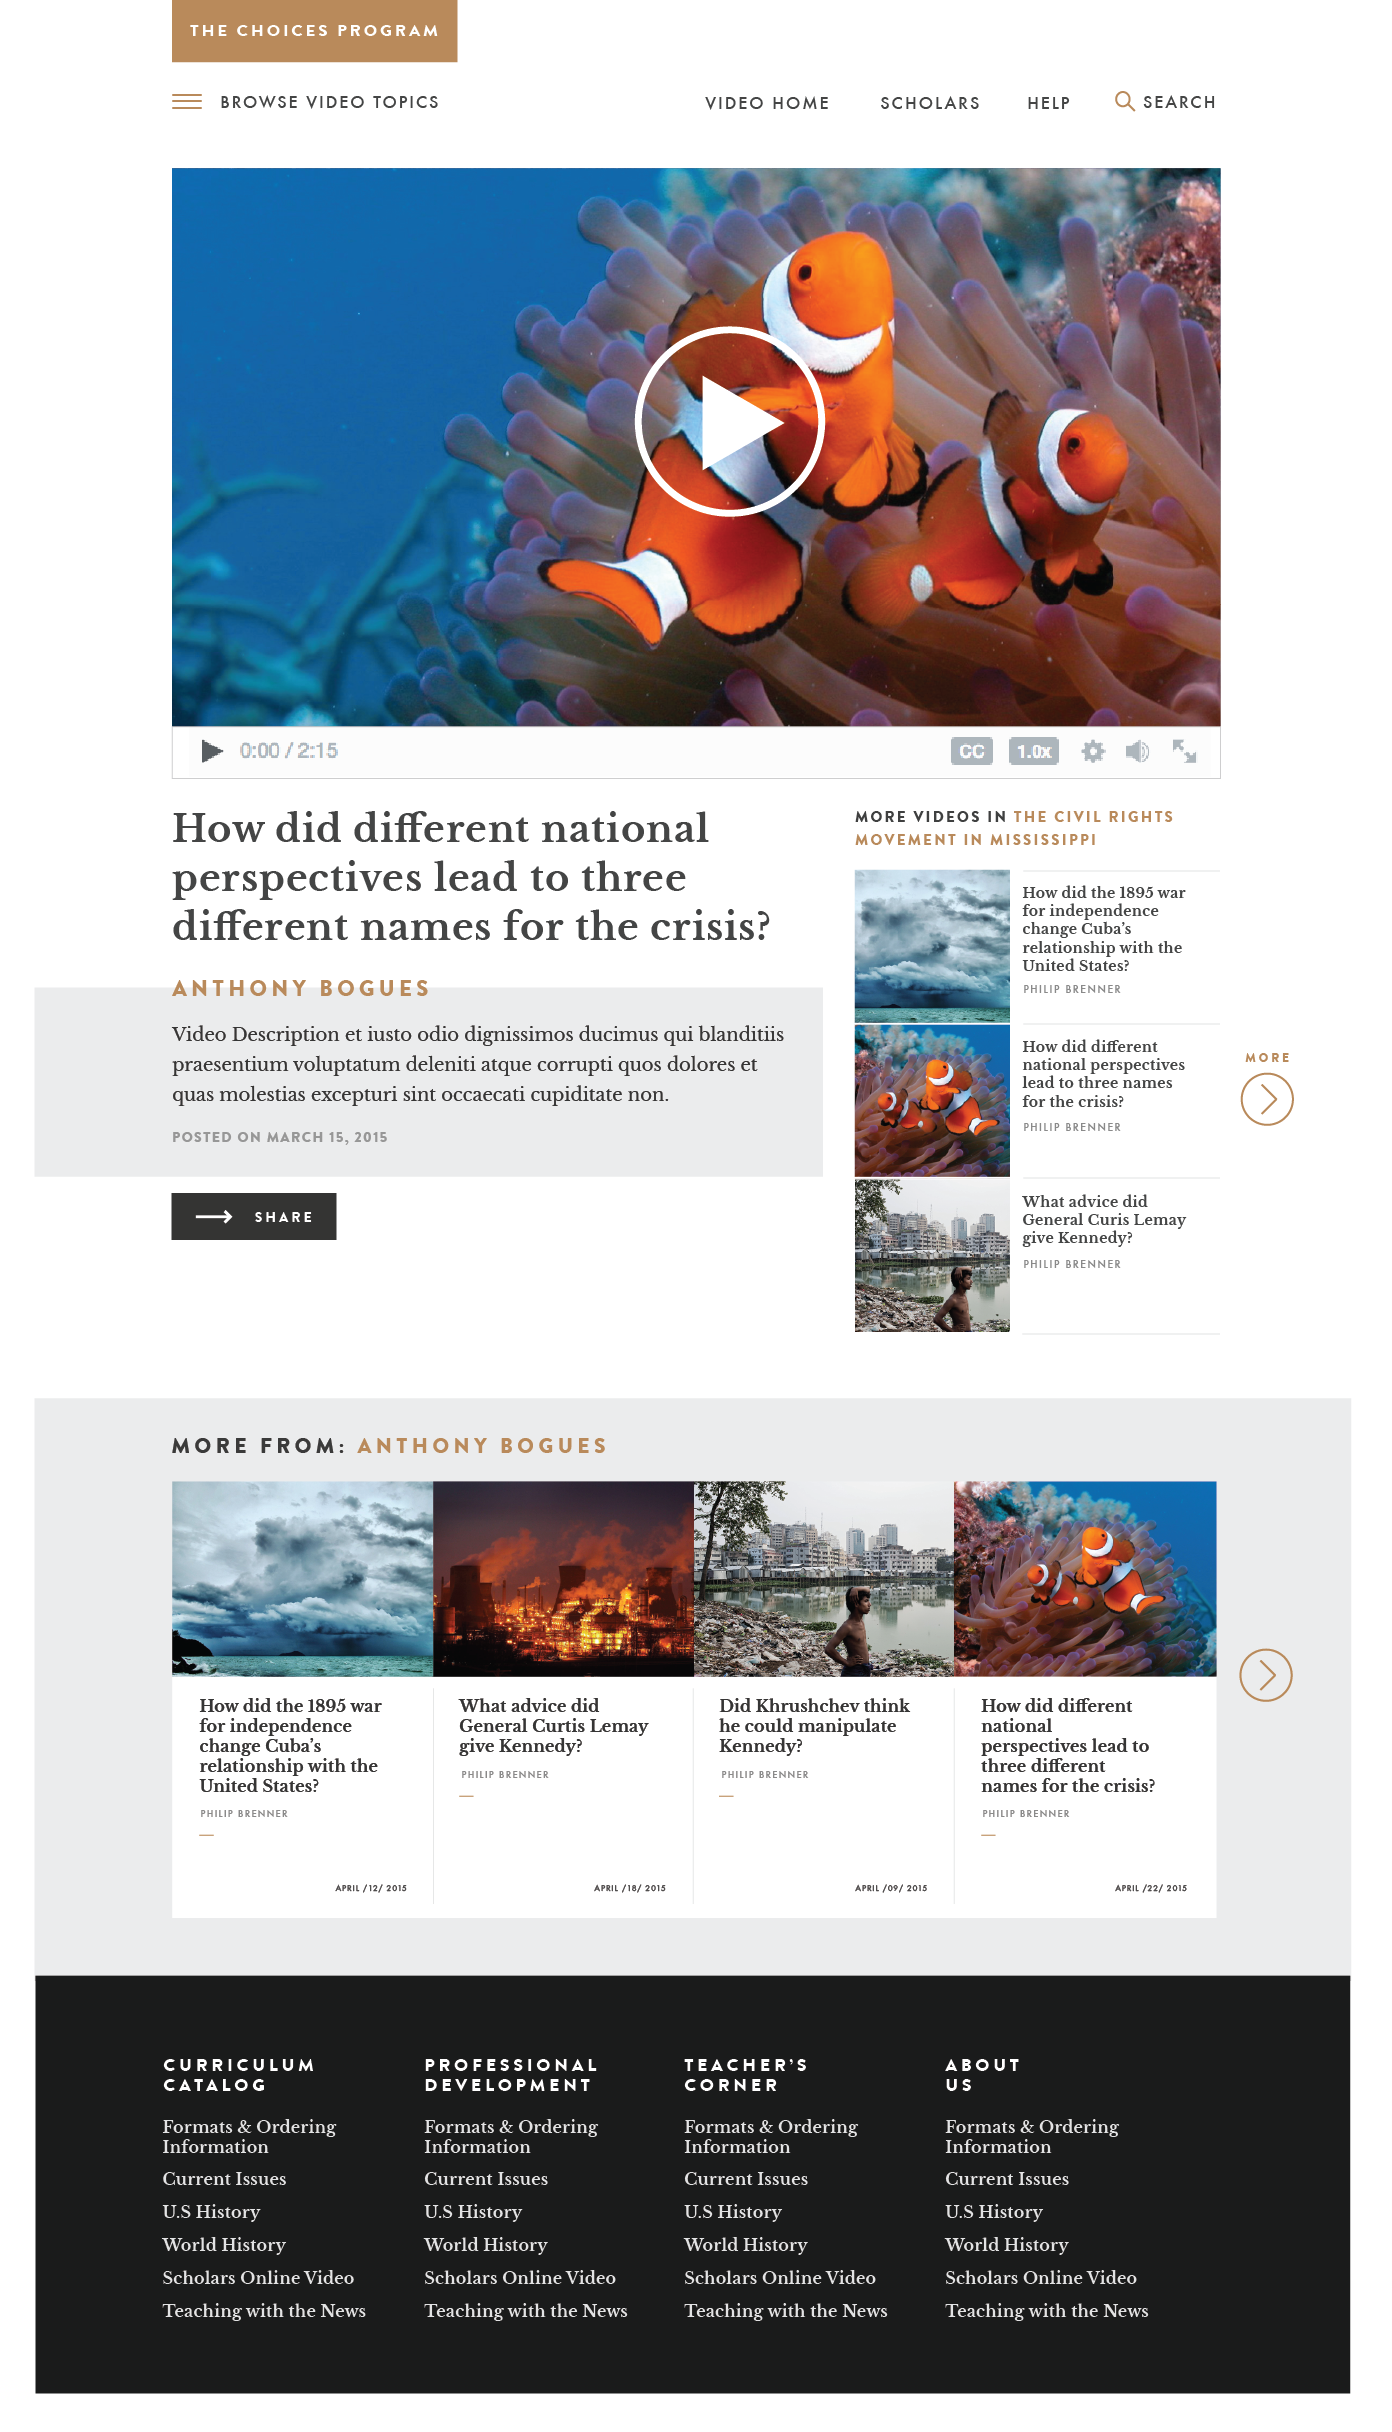 THE CHOICES PROGRAM
BROWSE VIDEO TOPICS
VIDEO HOME
SCHOLARS
HELP
SEARCH
0:00 / 2:15
CC
1.0x
How did different national
perspectives lead to three
different names for the crisis?
ANTHONY BOGUES
Video Description et iusto odio dignissimos ducimus qui blanditiis
praesentium voluptatum deleniti atque corrupti quos dolores et
quas molestias excepturi sint occaecati cupiditate non.
POSTED ON MARCH 15, 2015
SHARE
MORE VIDEOS IN THE CIVIL RIGHTS
MOVEMENT IN MISSISSIPPI
How did the 1895 war
for independence
change Cuba’s
relationship with the
United States?
PHILIP BRENNER
How did different
national perspectives
lead to three names
for the crisis?
PHILIP BRENNER
What advice did
General Curis Lemay
give Kennedy?
PHILIP BRENNER
MORE
MORE FROM: ANTHONY BOGUES
How did the 1895 war
for independence
change Cuba’s
relationship with the
United States?
PHILIP BRENNER
APRIL /12/ 2015
What advice did
General Curtis Lemay
give Kennedy?
PHILIP BRENNER
APRIL /18/ 2015
Did Khrushchev think
he could manipulate
Kennedy?
PHILIP BRENNER
APRIL /09/ 2015
How did different
national
perspectives lead to
three different
names for the crisis?
PHILIP BRENNER
APRIL /22/ 2015
CURRICULUM
CATALOG
Formats & Ordering
Information
Current Issues
U.S History
World History
Scholars Online Video
Teaching with the News
PROFESSIONAL
DEVELOPMENT
Formats & Ordering
Information
Current Issues
U.S History
World History
Scholars Online Video
Teaching with the News
TEACHER’S
CORNER
Formats & Ordering
Information
Current Issues
U.S History
World History
Scholars Online Video
Teaching with the News
ABOUT
US
Formats & Ordering
Information
Current Issues
U.S History
World History
Scholars Online Video
Teaching with the News